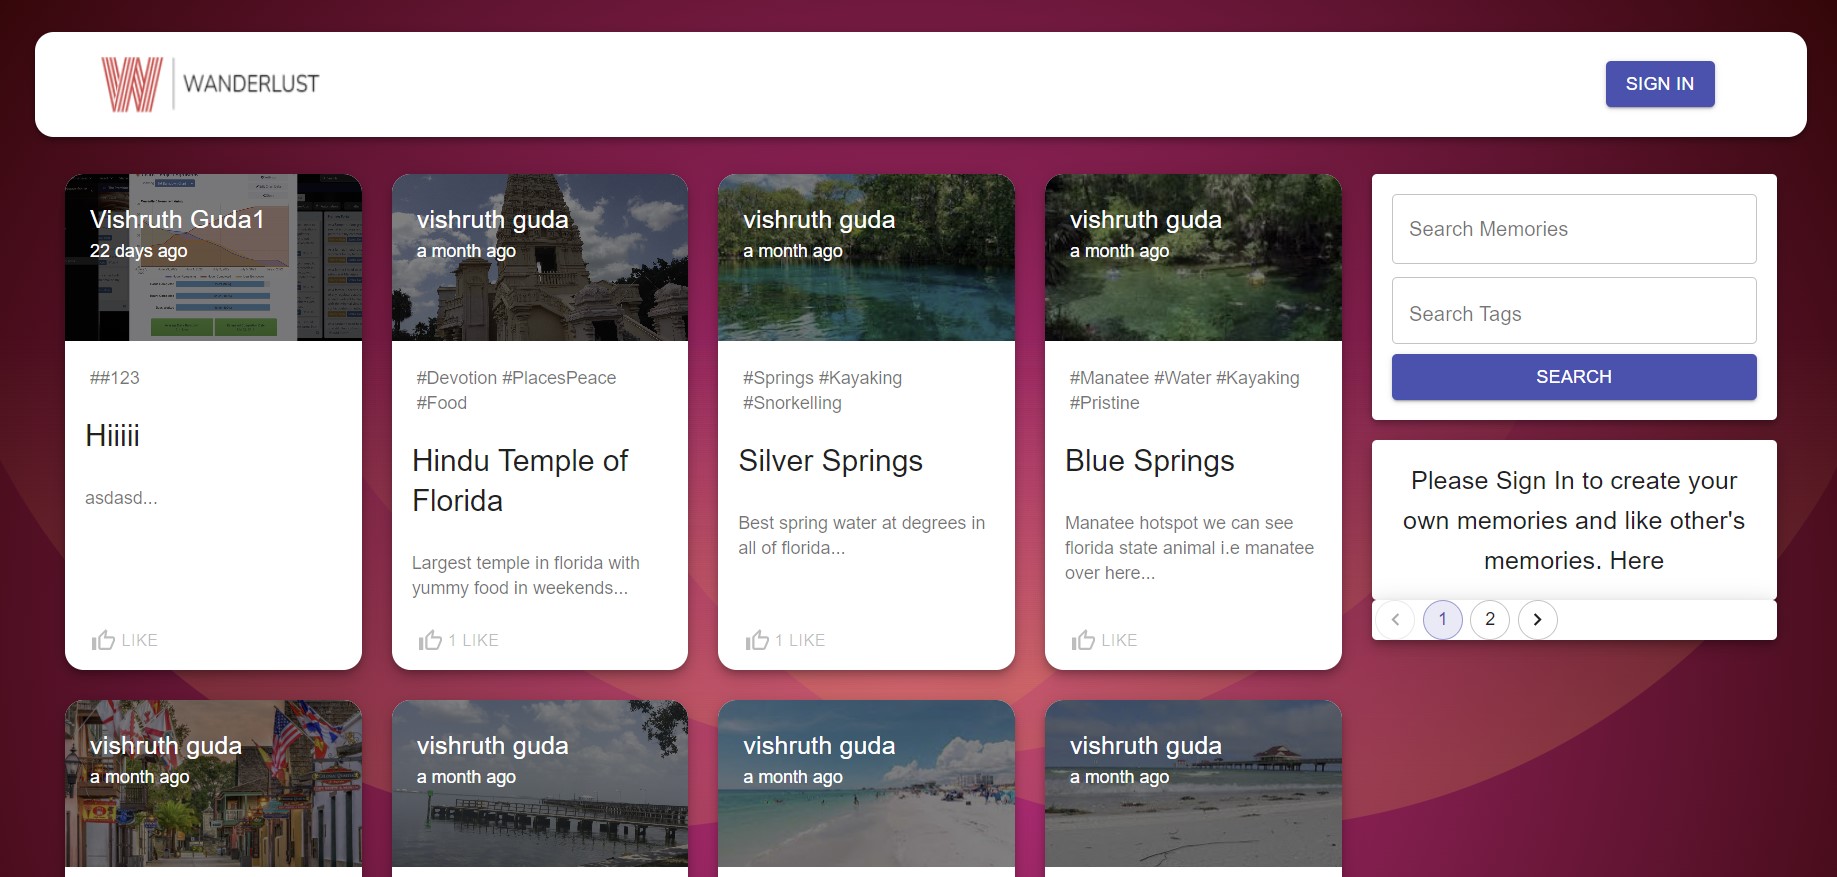 WANDERLUST
SIGN IN
Vishruth Guda1
22 days ago
##123
Hiiiii
asdasd...
LIKE
vishruth guda
a month ago
#Devotion #PlacesPeace
#Food
Hindu Temple of
Florida
Largest temple in florida with
yummy food in weekends...
1 LIKE
vishruth guda
a month ago
#Springs #Kayaking
#Snorkelling
Silver Springs
Best spring water at degrees in
all of florida...
1 LIKE
vishruth guda
a month ago
#Manatee #Water #Kayaking
#Pristine
Blue Springs
Manatee hotspot we can see
florida state animal i.e manatee
over here...
LIKE
Search Memories
Search Tags
SEARCH
Please Sign In to create your
own memories and like other's
memories. Here
1 2
vishruth guda
a month ago
vishruth guda
a month ago
vishruth guda
a month ago
vishruth guda
a month ago